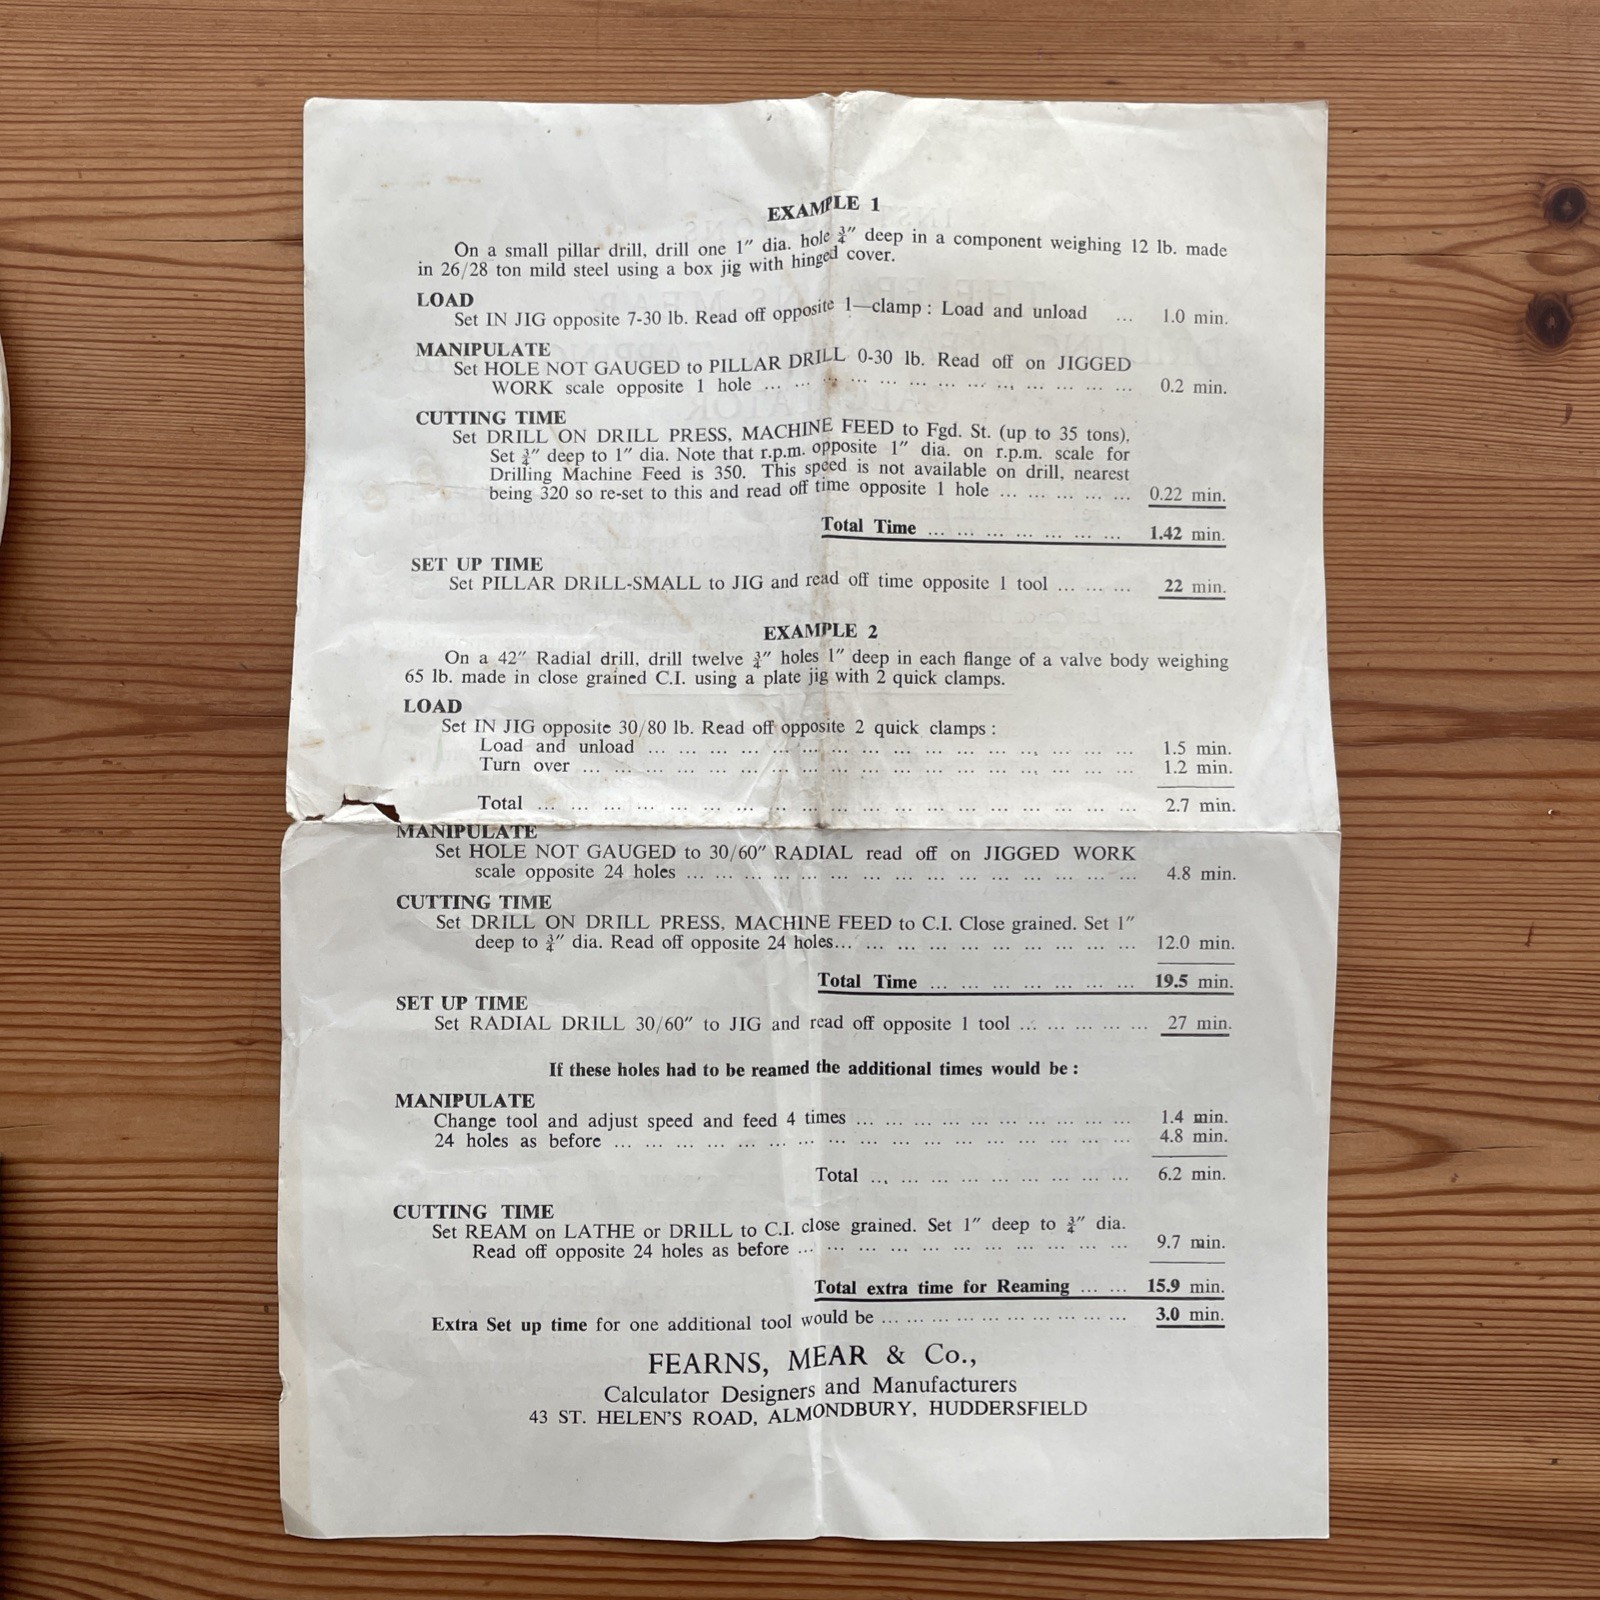 EXAMPLE 1
On a small pillar drill, drill one 1″ dia. hole ¾″ deep in a component weighing 12 lb. made
in 26/28 ton mild steel using a box jig with hinged cover.
LOAD
Set IN JIG opposite 7-30 lb. Read off opposite 1—clamp : Load and unload ... 1.0 min.
MANIPULATE
Set HOLE NOT GAUGED to PILLAR DRILL 0-30 lb. Read off on JIGGED
WORK scale opposite 1 hole ... ... ... ... ... ... ... ... ... ... ... ... ... 0.2 min.
CUTTING TIME
Set DRILL ON DRILL PRESS, MACHINE FEED to Fgd. St. (up to 35 tons),
Set ¾″ deep to 1″ dia. Note that r.p.m. opposite 1″ dia. on r.p.m. scale for
Drilling Machine Feed is 350. This speed is not available on drill, nearest
being 320 so re-set to this and read off time opposite 1 hole ... ... ... ... ... 0.22 min.
Total Time ... ... ... ... ... ... ... 1.42 min.
SET UP TIME
Set PILLAR DRILL-SMALL to JIG and read off time opposite 1 tool ... ... ... 22 min.
EXAMPLE 2
On a 42″ Radial drill, drill twelve ¾″ holes 1″ deep in each flange of a valve body weighing
65 lb. made in close grained C.I. using a plate jig with 2 quick clamps.
LOAD
Set IN JIG opposite 30/80 lb. Read off opposite 2 quick clamps :
Load and unload ... ... ... ... ... ... ... ... ... ... ... ... ... ... ... ... 1.5 min.
Turn over ... ... ... ... ... ... ... ... ... ... ... ... ... ... ... ... ... ... 1.2 min.
Total ... ... ... ... ... ... ... ... ... ... ... ... ... ... ... ... ... ... ... 2.7 min.
MANIPULATE
Set HOLE NOT GAUGED to 30/60″ RADIAL read off on JIGGED WORK
scale opposite 24 holes ... ... ... ... ... ... ... ... ... ... ... ... ... ... ... 4.8 min.
CUTTING TIME
Set DRILL ON DRILL PRESS, MACHINE FEED to C.I. Close grained. Set 1″
deep to ¾″ dia. Read off opposite 24 holes... ... ... ... ... ... ... ... ... ... ... 12.0 min.
Total Time ... ... ... ... ... ... ... 19.5 min.
SET UP TIME
Set RADIAL DRILL 30/60″ to JIG and read off opposite 1 tool ... ... ... ... ... 27 min.
If these holes had to be reamed the additional times would be :
MANIPULATE
Change tool and adjust speed and feed 4 times ... ... ... ... ... ... ... ... ... ... 1.4 min.
24 holes as before ... ... ... ... ... ... ... ... ... ... ... ... ... ... ... ... ... 4.8 min.
Total ... ... ... ... ... ... ... ... ... 6.2 min.
CUTTING TIME
Set REAM on LATHE or DRILL to C.I. close grained. Set 1″ deep to ¾″ dia.
Read off opposite 24 holes as before ... ... ... ... ... ... ... ... ... ... ... ... 9.7 min.
Total extra time for Reaming ... ... 15.9 min.
Extra Set up time for one additional tool would be ... ... ... ... ... ... ... ... ... ... 3.0 min.
FEARNS, MEAR & Co.,
Calculator Designers and Manufacturers
43 ST. HELEN'S ROAD, ALMONDBURY, HUDDERSFIELD